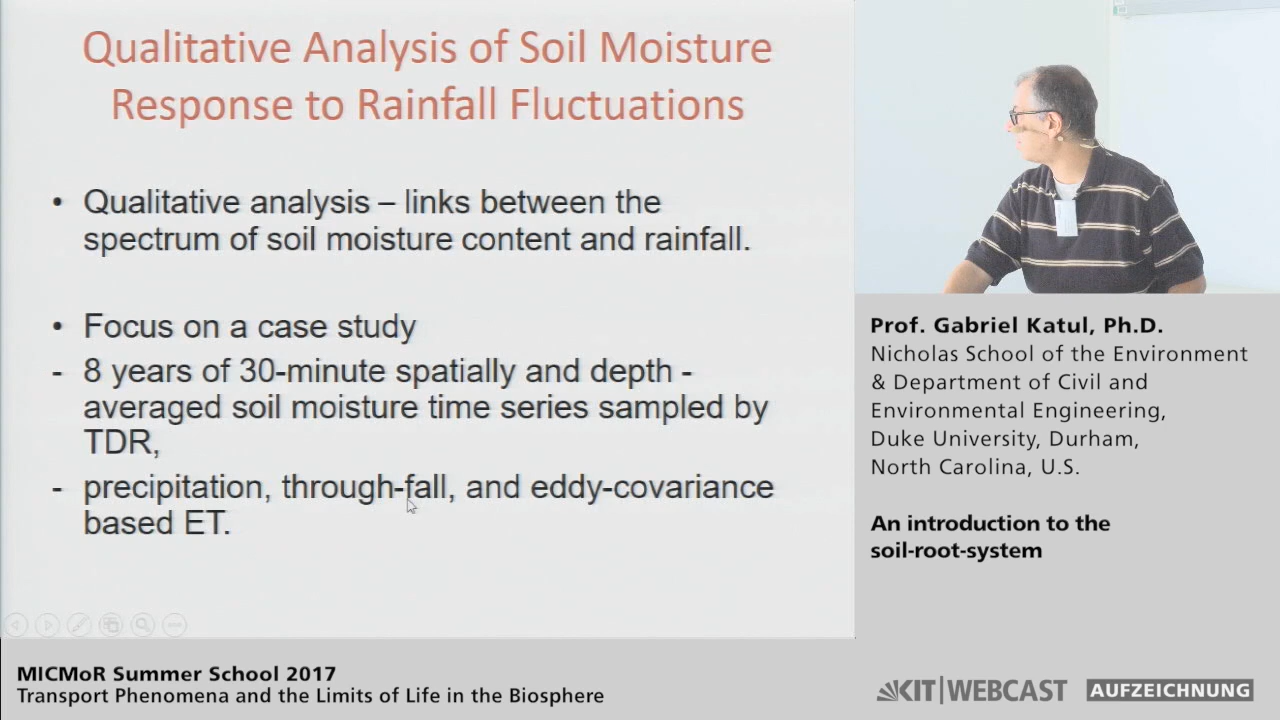 Qualitative Analysis of Soil Moisture
Response to Rainfall Fluctuations
• Qualitative analysis – links between the
spectrum of soil moisture content and rainfall.
• Focus on a case study
- 8 years of 30-minute spatially and depth -
averaged soil moisture time series sampled by
TDR,
- precipitation, through-fall, and eddy-covariance
based ET.
Prof. Gabriel Katul, Ph.D.
Nicholas School of the Environment
& Department of Civil and
Environmental Engineering,
Duke University, Durham,
North Carolina, U.S.
An introduction to the
soil-root-system
MICMoR Summer School 2017
Transport Phenomena and the Limits of Life in the Biosphere
KIT|WEBCAST
AUFZEICHNUNG